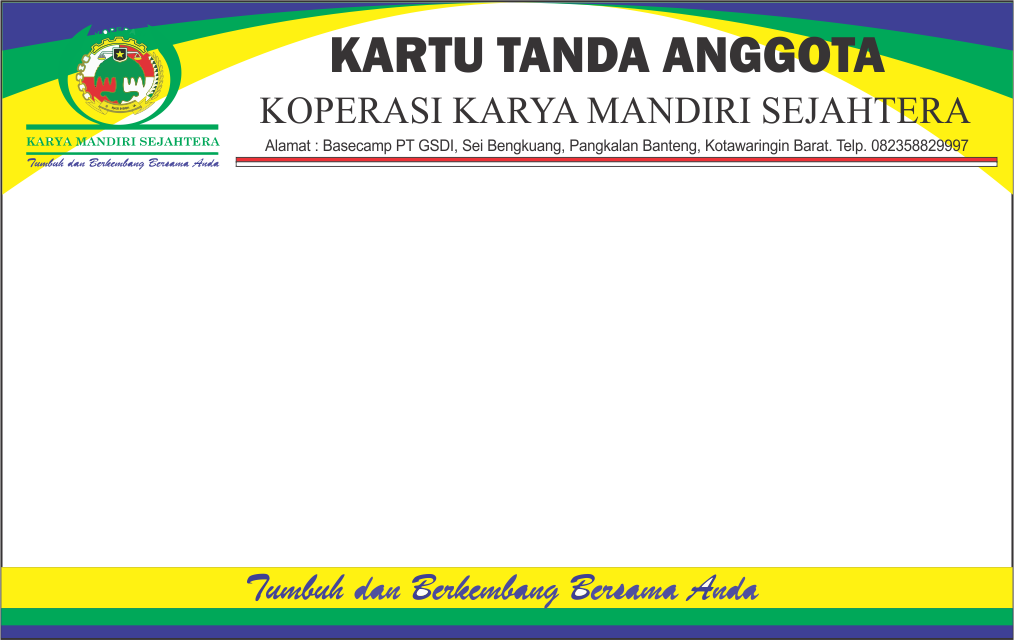 KARTU TANDA ANGGOTA
KOPERASI KARYA MANDIRI SEJAHTERA
Alamat : Basecamp PT GSDI, Sei Bengkuang, Pangkalan Banteng, Kotawaringin Barat. Telp. 082358829997
KARYA MANDIRI SEJAHTERA
Tumbuh dan Berkembang Bersama Anda
Tumbuh dan Berkembang Bersama Anda